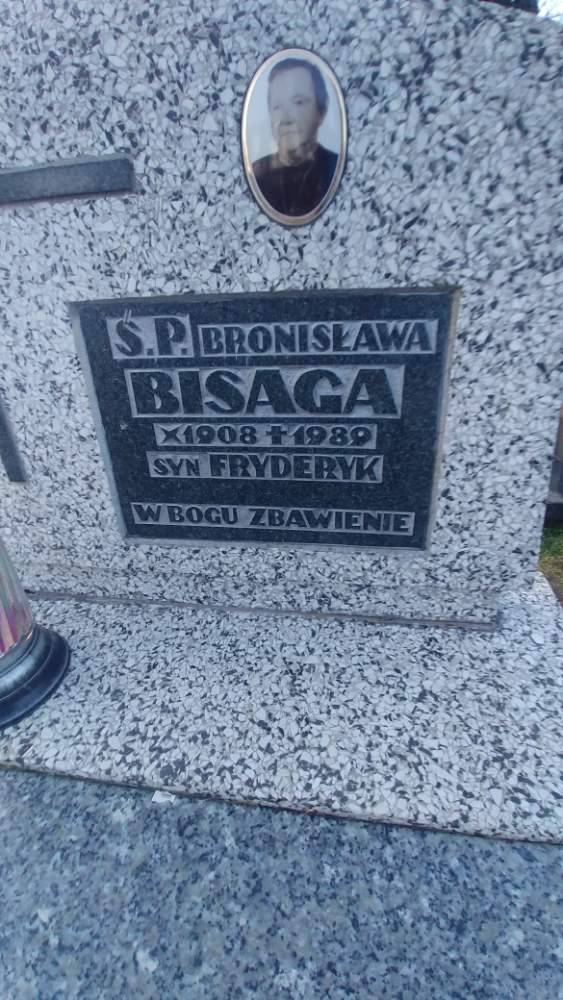 Ś.P. BRONISŁAWA
BISAGA
×1908 ✝1989
SYN FRYDERYK
W BOGU ZBAWIENIE